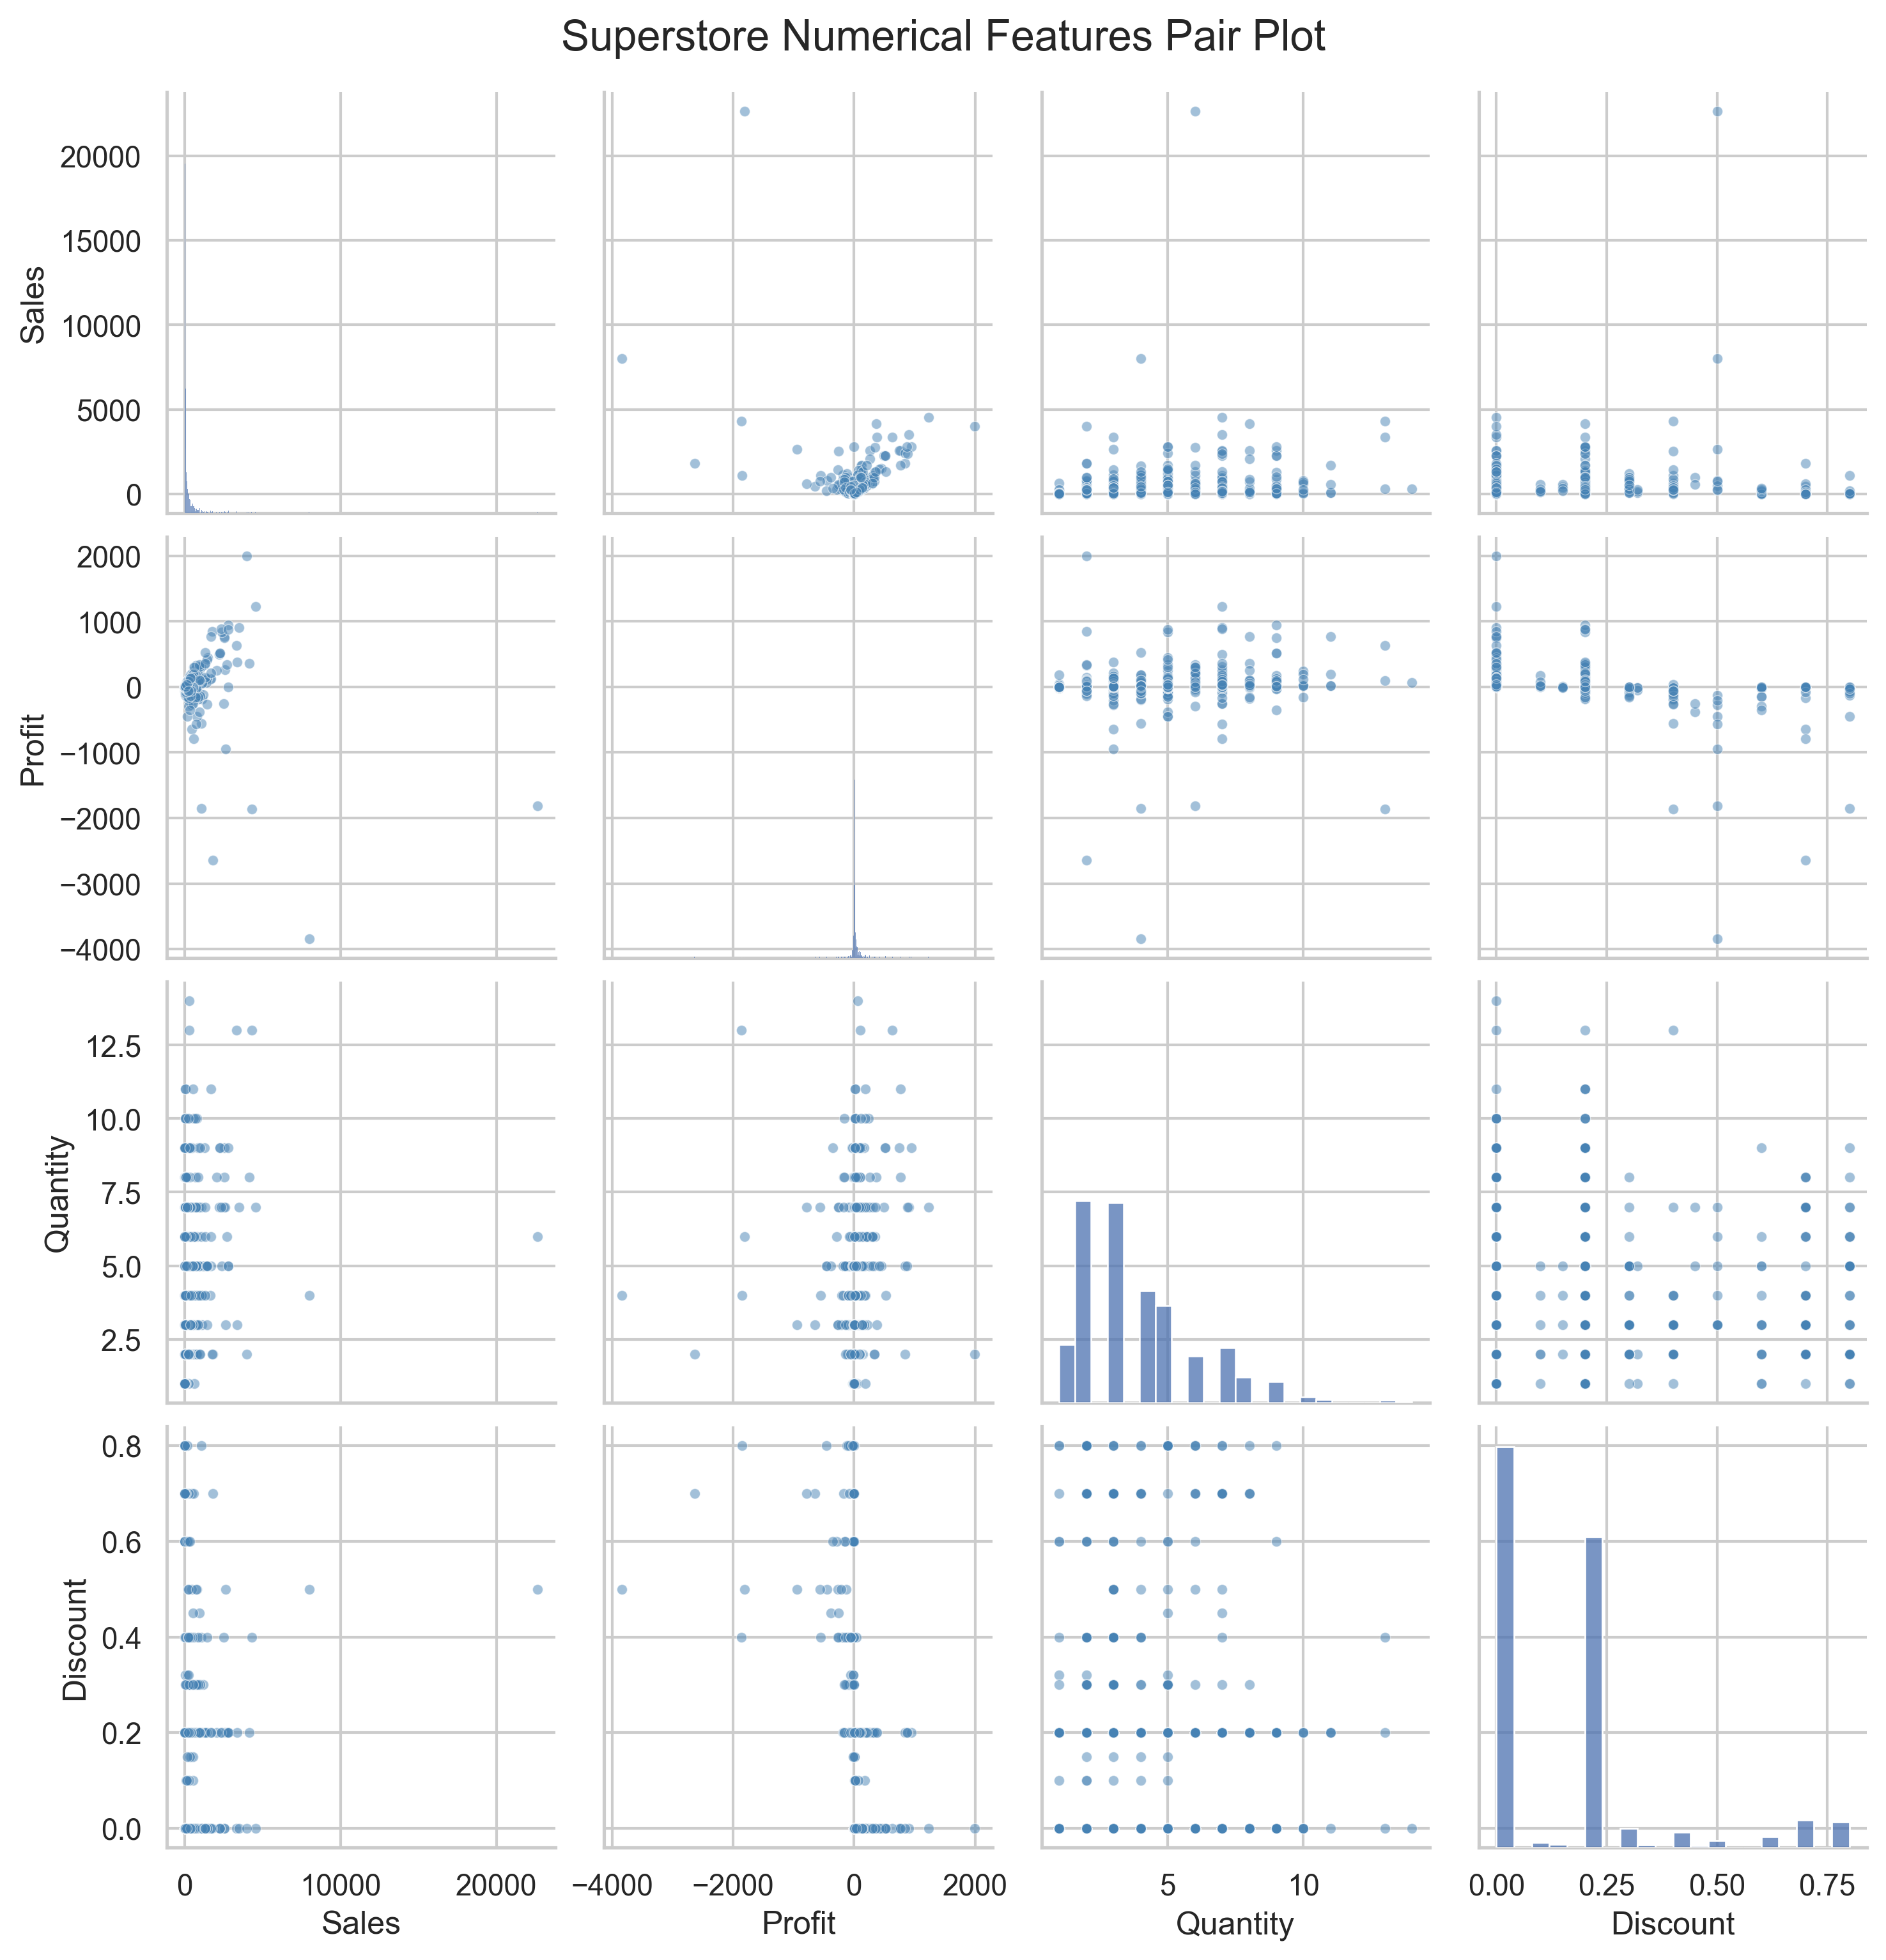 Superstore Numerical Features Pair Plot
20000
15000
10000
5000
0
Sales
2000
1000
0
−1000
−2000
−3000
−4000
Profit
12.5
10.0
7.5
5.0
2.5
Quantity
0.8
0.6
0.4
0.2
0.0
Discount
0 10000 20000
Sales
−4000 −2000 0 2000
Profit
5 10
Quantity
0.00 0.25 0.50 0.75
Discount